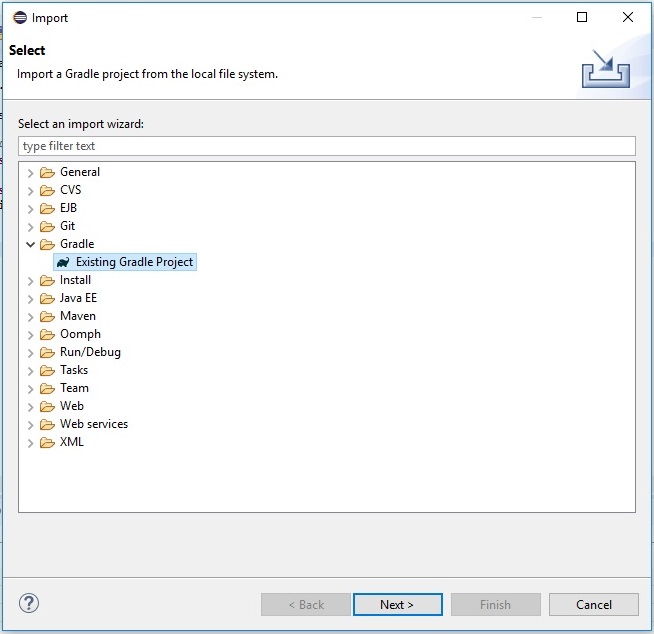 Import
Select
Import a Gradle project from the local file system.
Select an import wizard:
type filter text
General
CVS
EJB
Git
Gradle
Existing Gradle Project
Install
Java EE
Maven
Oomph
Run/Debug
Tasks
Team
Web
Web services
XML
?
< Back
Next >
Finish
Cancel